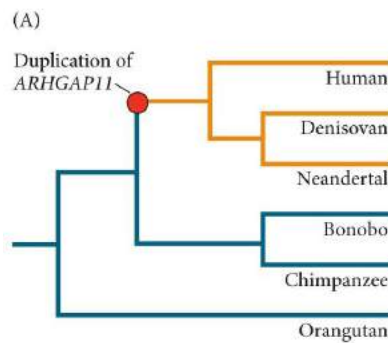 (A)
Duplication of
ARHGAP11
Human
Denisovan
Neandertal
Bonobo
Chimpanzee
Orangutan